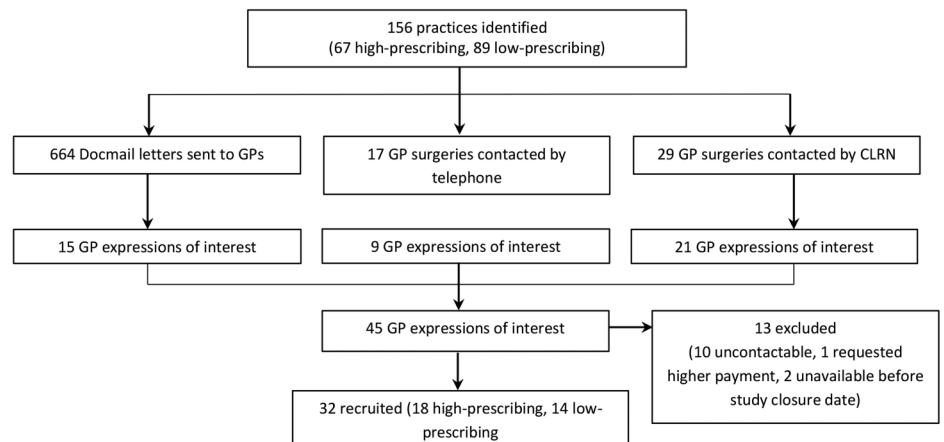 156 practices identified
(67 high-prescribing, 89 low-prescribing)
664 Docmail letters sent to GPs
17 GP surgeries contacted by
telephone
29 GP surgeries contacted by CLRN
15 GP expressions of interest
9 GP expressions of interest
21 GP expressions of interest
45 GP expressions of interest
13 excluded
(10 uncontactable, 1 requested
higher payment, 2 unavailable before
study closure date)
32 recruited (18 high-prescribing, 14 low-
prescribing